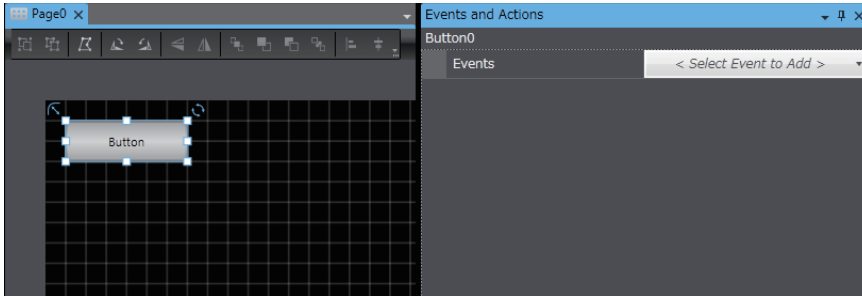 Page0
Events and Actions
Button0
Events
< Select Event to Add >
Button